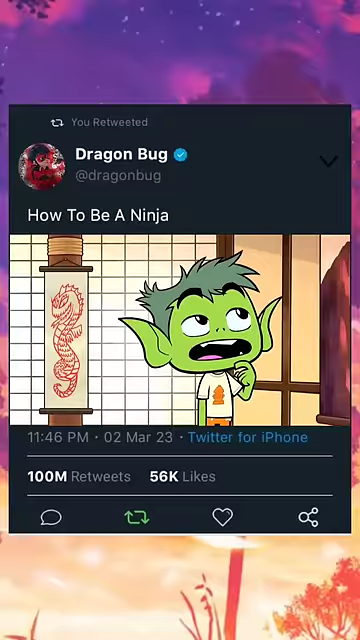 You Retweeted
Dragon Bug
@dragonbug
How To Be A Ninja
11:46 PM · 02 Mar 23 · Twitter for iPhone
100M Retweets 56K Likes